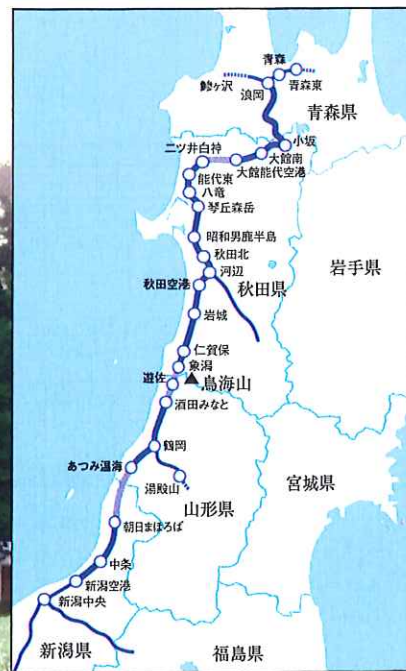 青森
鰺ヶ沢
青森東
浪岡
青森県
小坂
二ツ井白神
大館南
大館能代空港
能代東
八竜
琴丘森岳
昭和男鹿半島
秋田北
河辺
岩手県
秋田空港
秋田県
岩城
仁賀保
象潟
遊佐
鳥海山
酒田みなと
鶴岡
あつみ温海
湯殿山
宮城県
山形県
朝日まほろば
中条
新潟空港
新潟中央
新潟県
福島県